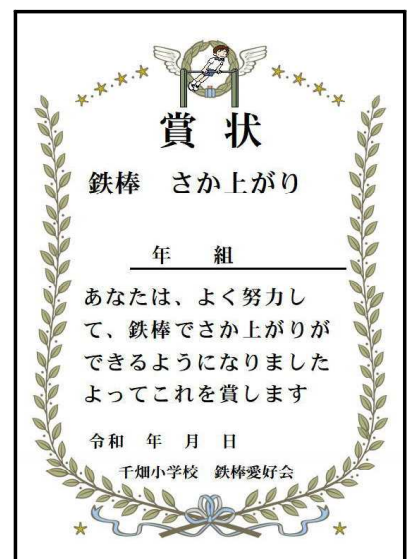 賞 状
鉄棒　さか上がり
年　　組
あなたは、よく努力し
て、鉄棒でさか上がりが
できるようになりました
よってこれを賞します
令和　年　月　日
千畑小学校　鉄棒愛好会